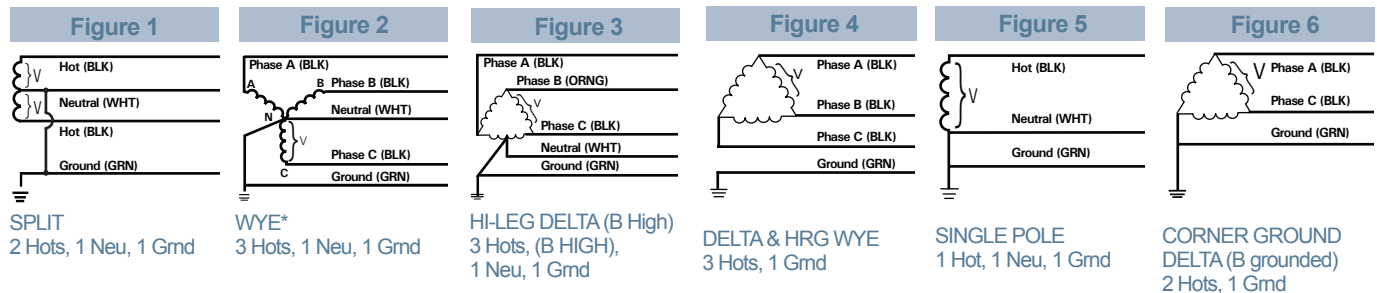 Figure 1
Hot (BLK)
V
Neutral (WHT)
V
Hot (BLK)
Ground (GRN)
SPLIT
2 Hots, 1 Neu, 1 Grnd
Figure 2
Phase A (BLK)
A
B
Phase B (BLK)
Neutral (WHT)
N
V
Phase C (BLK)
C
Ground (GRN)
WYE*
3 Hots, 1 Neu, 1 Grnd
Figure 3
Phase A (BLK)
Phase B (ORNG)
V
Phase C (BLK)
Neutral (WHT)
Ground (GRN)
HI-LEG DELTA (B High)
3 Hots, (B HIGH),
1 Neu, 1 Grnd
Figure 4
Phase A (BLK)
V
Phase B (BLK)
Phase C (BLK)
Ground (GRN)
DELTA & HRG WYE
3 Hots, 1 Grnd
Figure 5
Hot (BLK)
V
Neutral (WHT)
Ground (GRN)
SINGLE POLE
1 Hot, 1 Neu, 1 Grnd
Figure 6
V Phase A (BLK)
Phase C (BLK)
Ground (GRN)
CORNER GROUND
DELTA (B grounded)
2 Hots, 1 Grnd